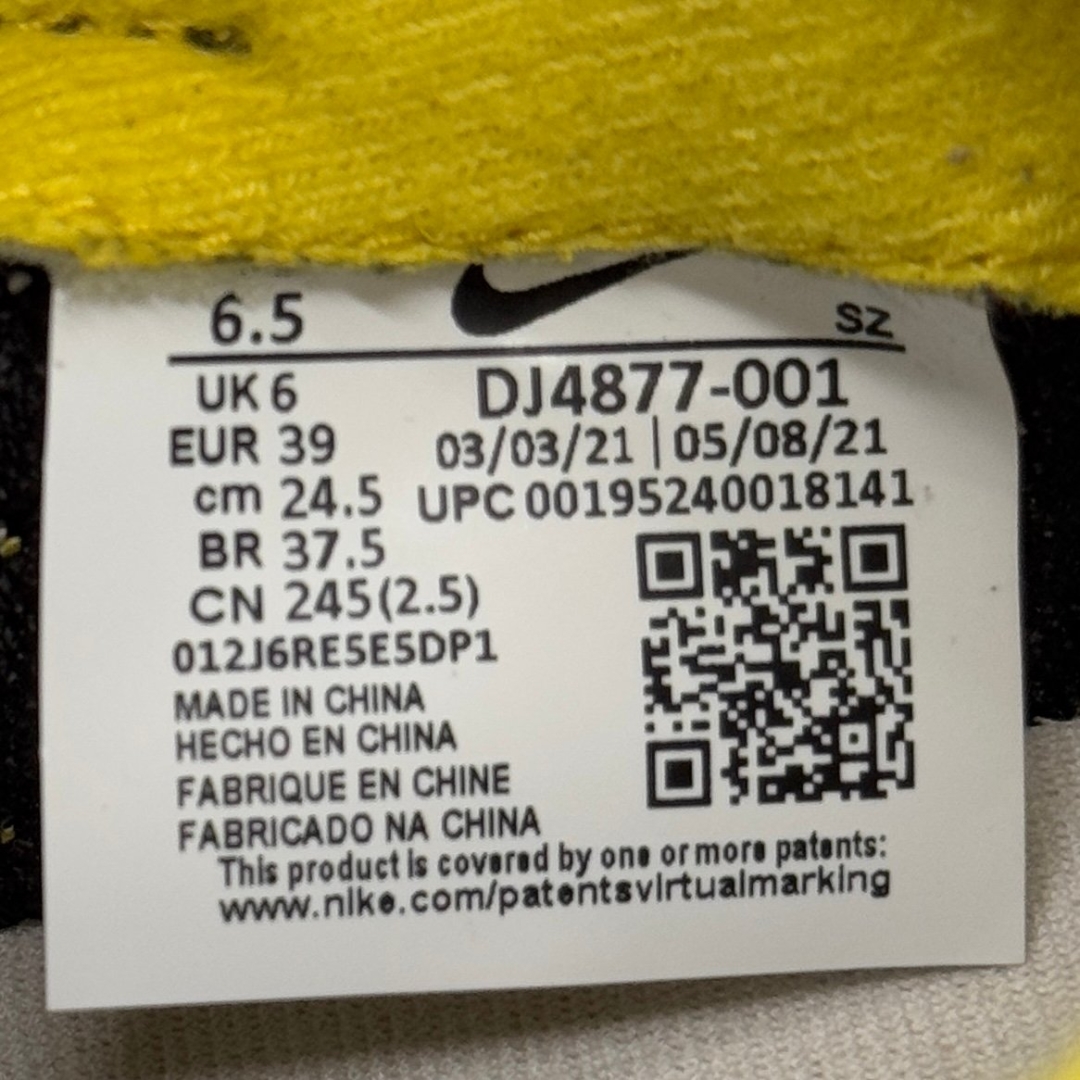 6.5 SZ
UK 6 DJ4877-001
EUR 39 03/03/21 | 05/08/21
cm 24.5 UPC 00195240018141
BR 37.5
CN 245(2.5)
012J6RE5E5DP1
MADE IN CHINA
HECHO EN CHINA
FABRIQUE EN CHINE
FABRICADO NA CHINA
This product is covered by one or more patents:
www.nike.com/patentsvirtualmarking